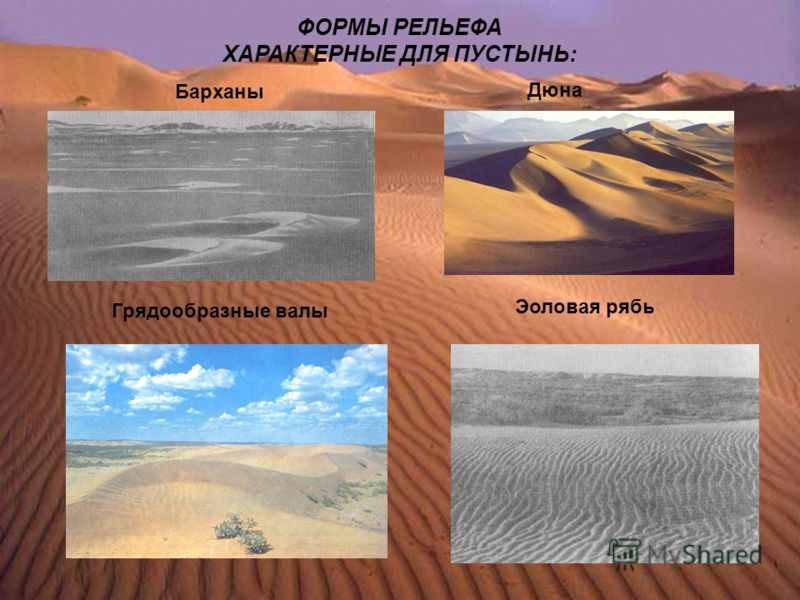 ФОРМЫ РЕЛЬЕФА
ХАРАКТЕРНЫЕ ДЛЯ ПУСТЫНЬ:
Барханы
Дюна
Грядообразные валы
Эоловая рябь
MyShared